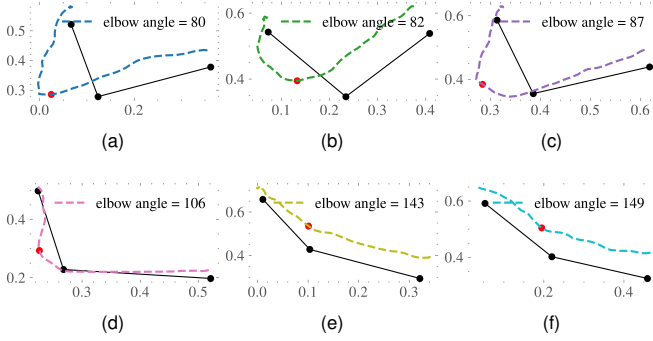 elbow angle = 80 elbow angle = 82 elbow angle = 87
0.5 0.6 0.6
0.4
0.3 0.4 0.4
0.0 0.2 0.1 0.2 0.3 0.4 0.3 0.4 0.5 0.6
(a) (b) (c)
elbow angle = 106 elbow angle = 143 elbow angle = 149
0.4 0.6 0.6
0.4 0.4
0.2
0.3 0.4 0.5 0.0 0.1 0.2 0.3 0.2 0.4
(d) (e) (f)